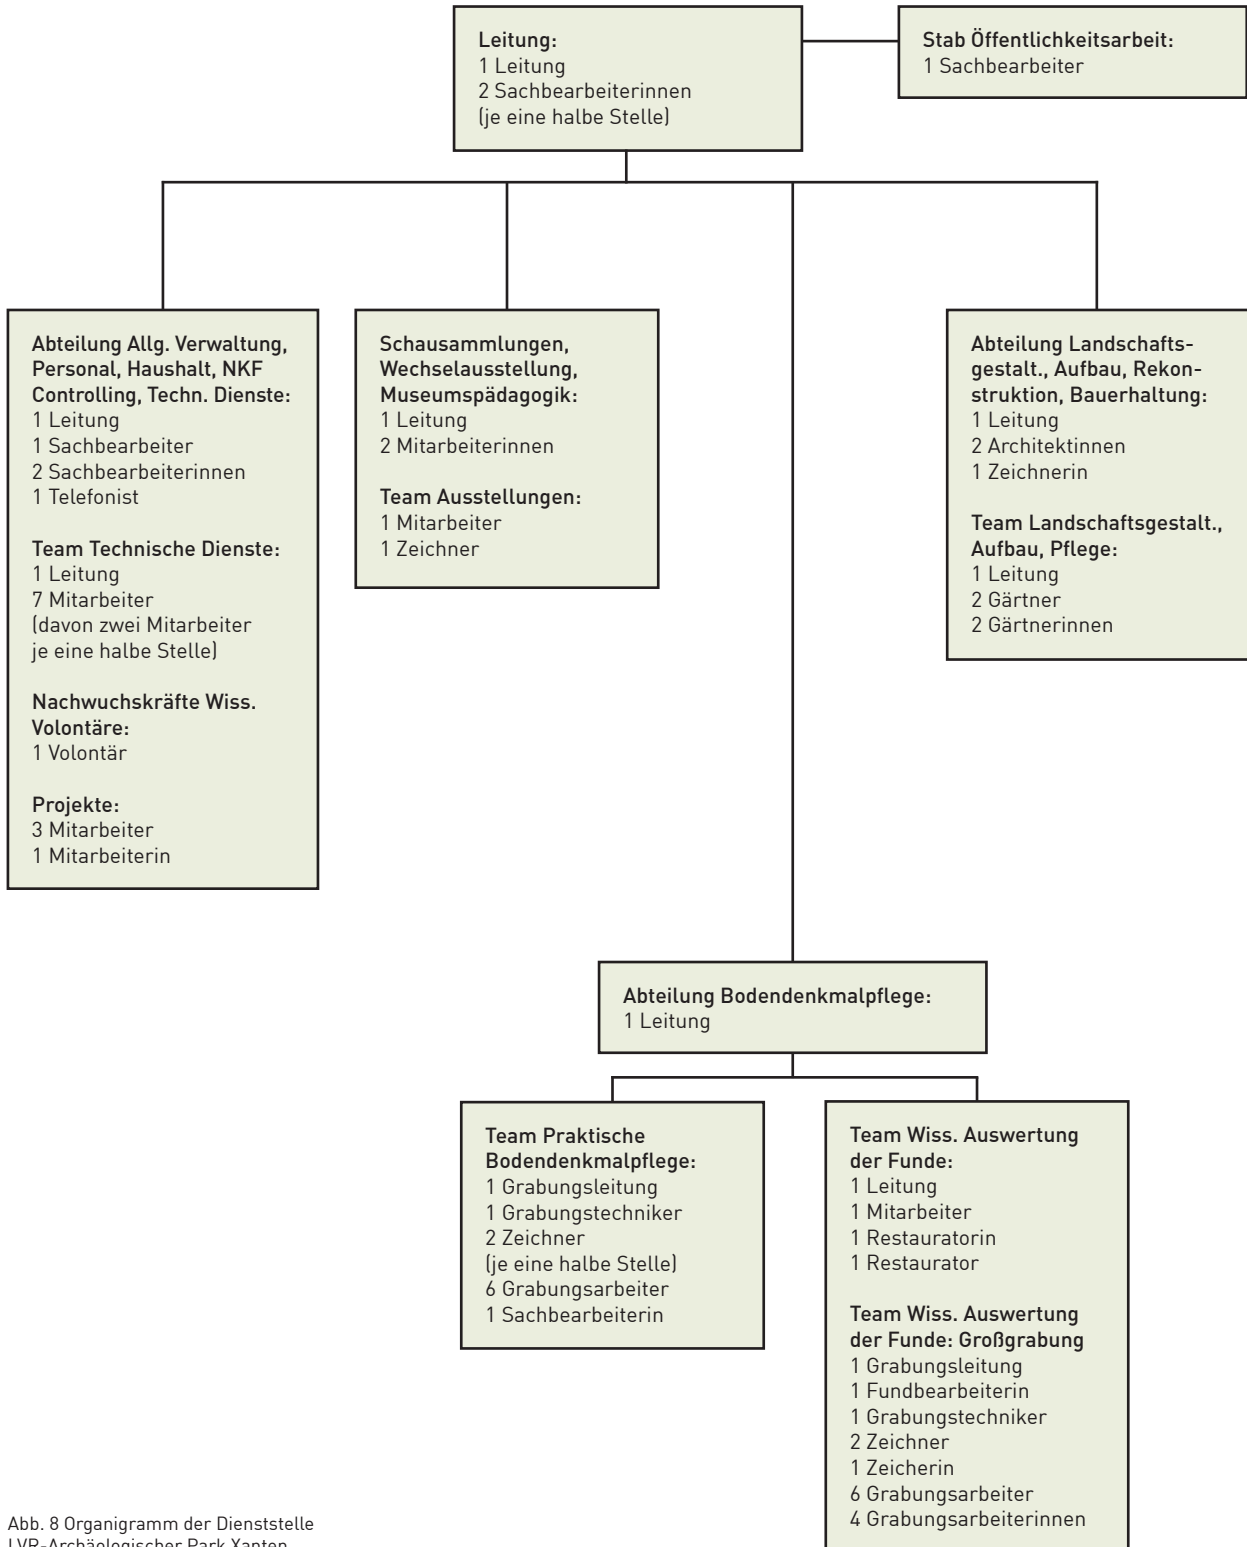 Leitung:
1 Leitung
2 Sachbearbeiterinnen
(je eine halbe Stelle)
Stab Öffentlichkeitsarbeit:
1 Sachbearbeiter
Abteilung Allg. Verwaltung,
Personal, Haushalt, NKF
Controlling, Techn. Dienste:
1 Leitung
1 Sachbearbeiter
2 Sachbearbeiterinnen
1 Telefonist
Team Technische Dienste:
1 Leitung
7 Mitarbeiter
(davon zwei Mitarbeiter
je eine halbe Stelle)
Nachwuchskräfte Wiss.
Volontäre:
1 Volontär
Projekte:
3 Mitarbeiter
1 Mitarbeiterin
Schausammlungen,
Wechselausstellung,
Museumspädagogik:
1 Leitung
2 Mitarbeiterinnen
Team Ausstellungen:
1 Mitarbeiter
1 Zeichner
Abteilung Landschafts-
gestalt., Aufbau, Rekon-
struktion, Bauerhaltung:
1 Leitung
2 Architektinnen
1 Zeichnerin
Team Landschaftsgestalt.,
Aufbau, Pflege:
1 Leitung
2 Gärtner
2 Gärtnerinnen
Abteilung Bodendenkmalpflege:
1 Leitung
Team Praktische
Bodendenkmalpflege:
1 Grabungsleitung
1 Grabungstechniker
2 Zeichner
(je eine halbe Stelle)
6 Grabungsarbeiter
1 Sachbearbeiterin
Team Wiss. Auswertung
der Funde:
1 Leitung
1 Mitarbeiter
1 Restauratorin
1 Restaurator
Team Wiss. Auswertung
der Funde: Großgrabung
1 Grabungsleitung
1 Fundbearbeiterin
1 Grabungstechniker
2 Zeichner
1 Zeicherin
6 Grabungsarbeiter
4 Grabungsarbeiterinnen
Abb. 8 Organigramm der Dienststelle
LVR-Archäologischer Park Xanten